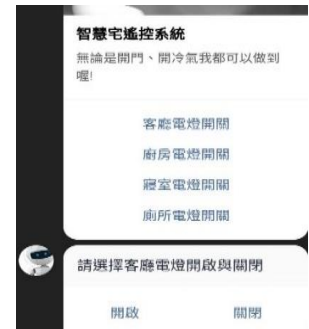 智慧宅遙控系統
無論是開門、開冷氣我都可以做到
喔!
客廳電燈開關
廚房電燈開關
寢室電燈開關
廁所電燈開關
請選擇客廳電燈開啟與關閉
開啟 關閉